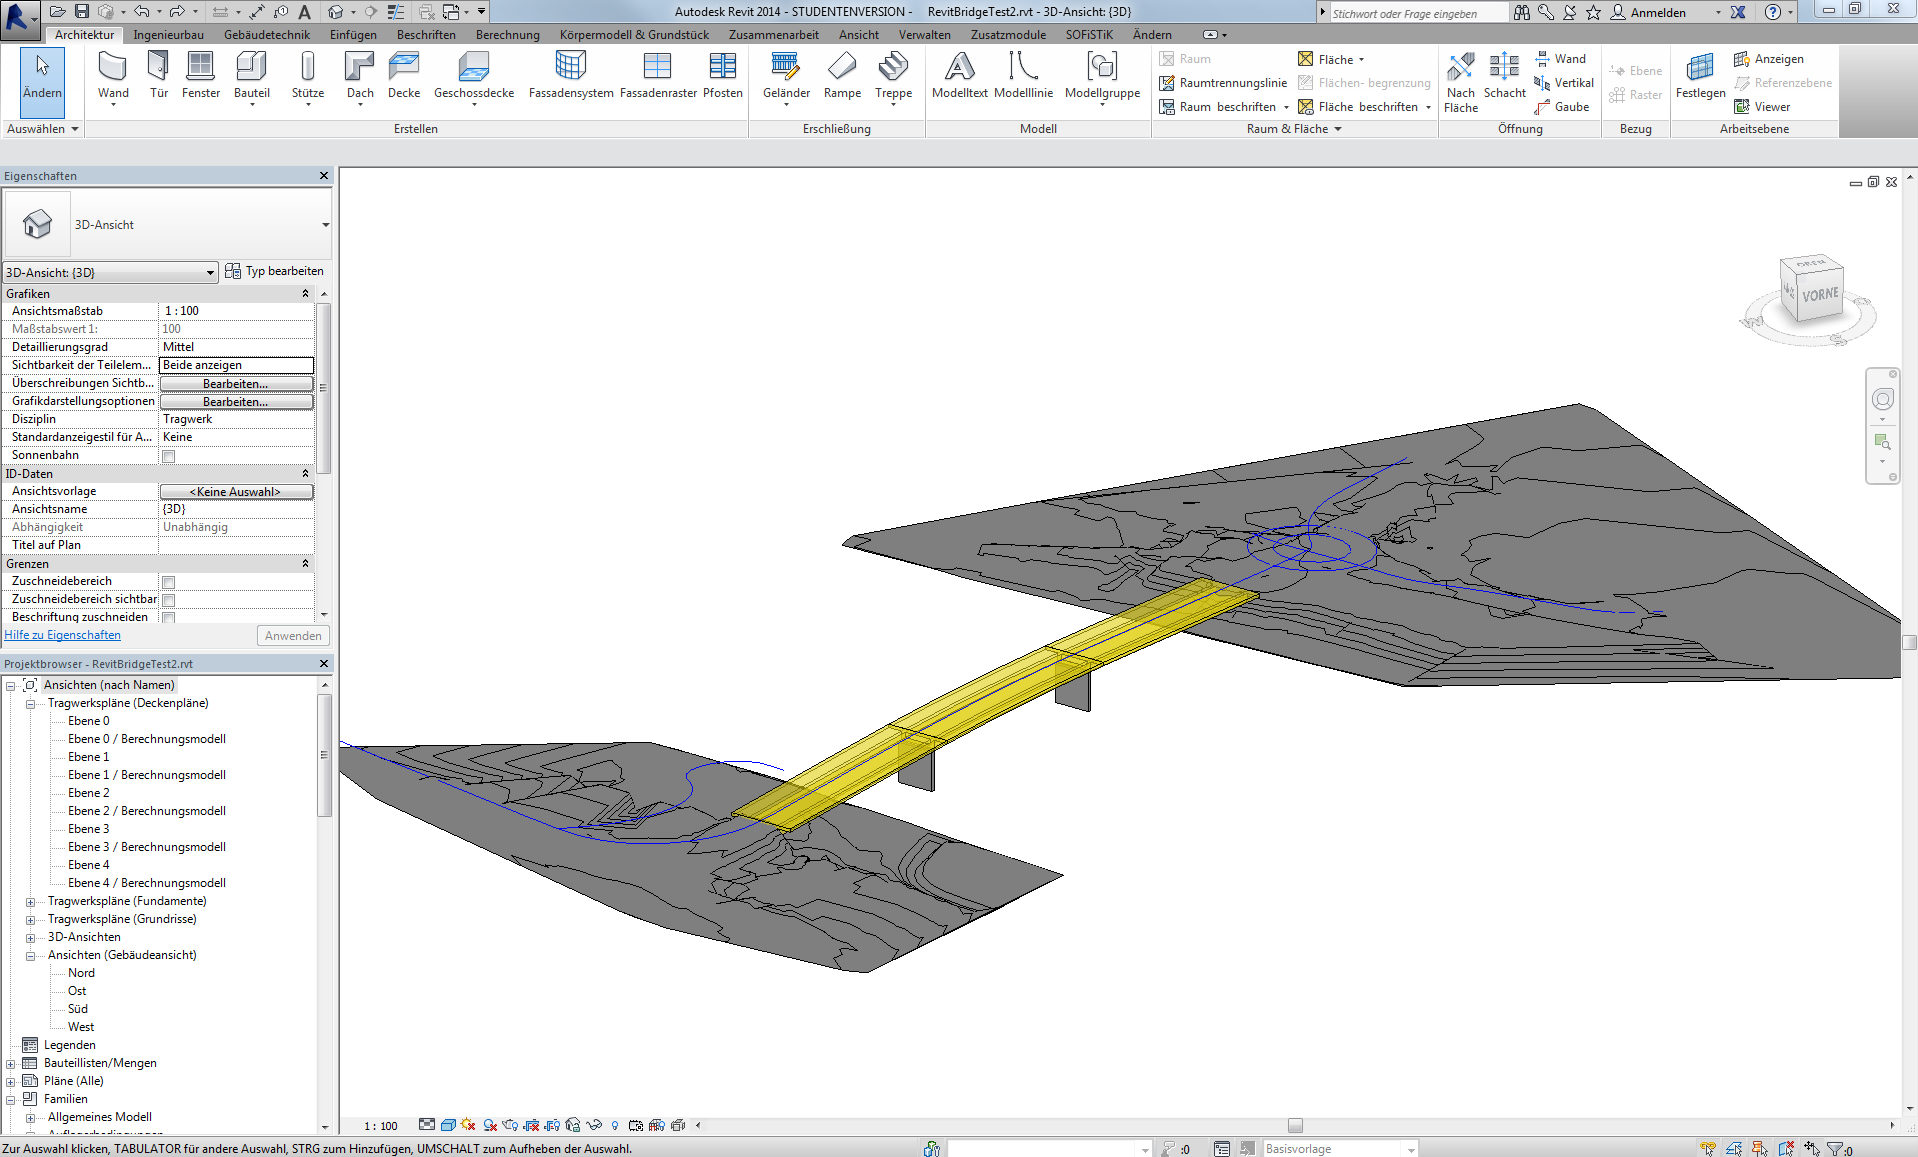 Autodesk Revit 2014 - STUDENTENVERSION - RevitBridgeTest2.rvt - 3D-Ansicht: {3D}
Stichwort oder Frage eingeben
Anmelden
Architektur Ingenieurbau Gebäudetechnik Einfügen Beschriften Berechnung Körpermodell & Grundstück Zusammenarbeit Ansicht Verwalten Zusatzmodule SOFiSTiK Ändern
Ändern
Wand Tür Fenster Bauteil Stütze Dach Decke Geschossdecke Fassadensystem Fassadenraster Pfosten
Geländer Rampe Treppe
Modelltext Modelllinie Modellgruppe
Raum
Raumtrennungslinie
Raum beschriften
Fläche
Flächen- begrenzung
Fläche beschriften
Nach Fläche
Schacht
Wand
Vertikal
Gaube
Ebene
Raster
Festlegen
Anzeigen
Referenzebene
Viewer
Auswählen Erstellen Erschließung Modell Raum & Fläche Öffnung Bezug Arbeitsebene
Eigenschaften
3D-Ansicht
3D-Ansicht: {3D} Typ bearbeiten
Grafiken
Ansichtsmaßstab 1 : 100
Maßstabswert 1: 100
Detaillierungsgrad Mittel
Sichtbarkeit der Teilelem... Beide anzeigen
Überschreibungen Sichtb... Bearbeiten...
Grafikdarstellungsoptionen Bearbeiten...
Disziplin Tragwerk
Standardanzeigestil für A... Keine
Sonnenbahn
ID-Daten
Ansichtsvorlage <Keine Auswahl>
Ansichtsname {3D}
Abhängigkeit Unabhängig
Titel auf Plan
Grenzen
Zuschneidebereich
Zuschneidebereich sichtbar
Beschriftung zuschneiden
Hilfe zu Eigenschaften Anwenden
Projektbrowser - RevitBridgeTest2.rvt
Ansichten (nach Namen)
Tragwerkspläne (Deckenpläne)
Ebene 0
Ebene 0 / Berechnungsmodell
Ebene 1
Ebene 1 / Berechnungsmodell
Ebene 2
Ebene 2 / Berechnungsmodell
Ebene 3
Ebene 3 / Berechnungsmodell
Ebene 4
Ebene 4 / Berechnungsmodell
Tragwerkspläne (Fundamente)
Tragwerkspläne (Grundrisse)
3D-Ansichten
Ansichten (Gebäudeansicht)
Nord
Ost
Süd
West
Legenden
Bauteillisten/Mengen
Pläne (Alle)
Familien
Allgemeines Modell
VORNE
1 : 100
Zur Auswahl klicken, TABULATOR für andere Auswahl, STRG zum Hinzufügen, UMSCHALT zum Aufheben der Auswahl.
:0
Basisvorlage
:0